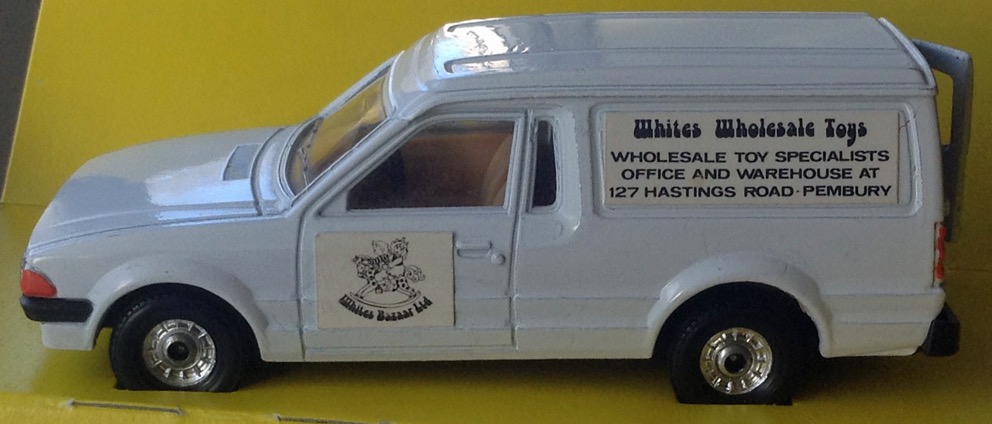 Whites Wholesale Toys
WHOLESALE TOY SPECIALISTS
OFFICE AND WAREHOUSE AT
127 HASTINGS ROAD·PEMBURY
Whites Bazaar Ltd